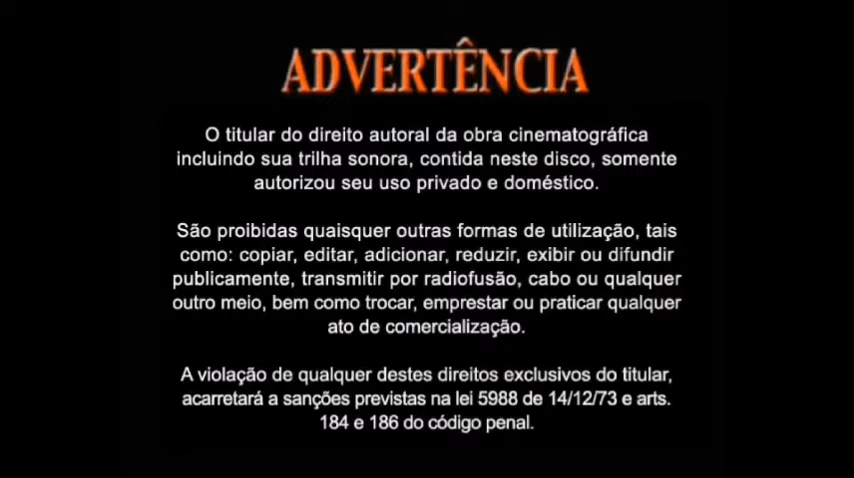 ADVERTÊNCIA
O titular do direito autoral da obra cinematográfica
incluindo sua trilha sonora, contida neste disco, somente
autorizou seu uso privado e doméstico.
São proibidas quaisquer outras formas de utilização, tais
como: copiar, editar, adicionar, reduzir, exibir ou difundir
publicamente, transmitir por radiofusão, cabo ou qualquer
outro meio, bem como trocar, emprestar ou praticar qualquer
ato de comercialização.
A violação de qualquer destes direitos exclusivos do titular,
acarretará a sanções previstas na lei 5988 de 14/12/73 e arts.
184 e 186 do código penal.